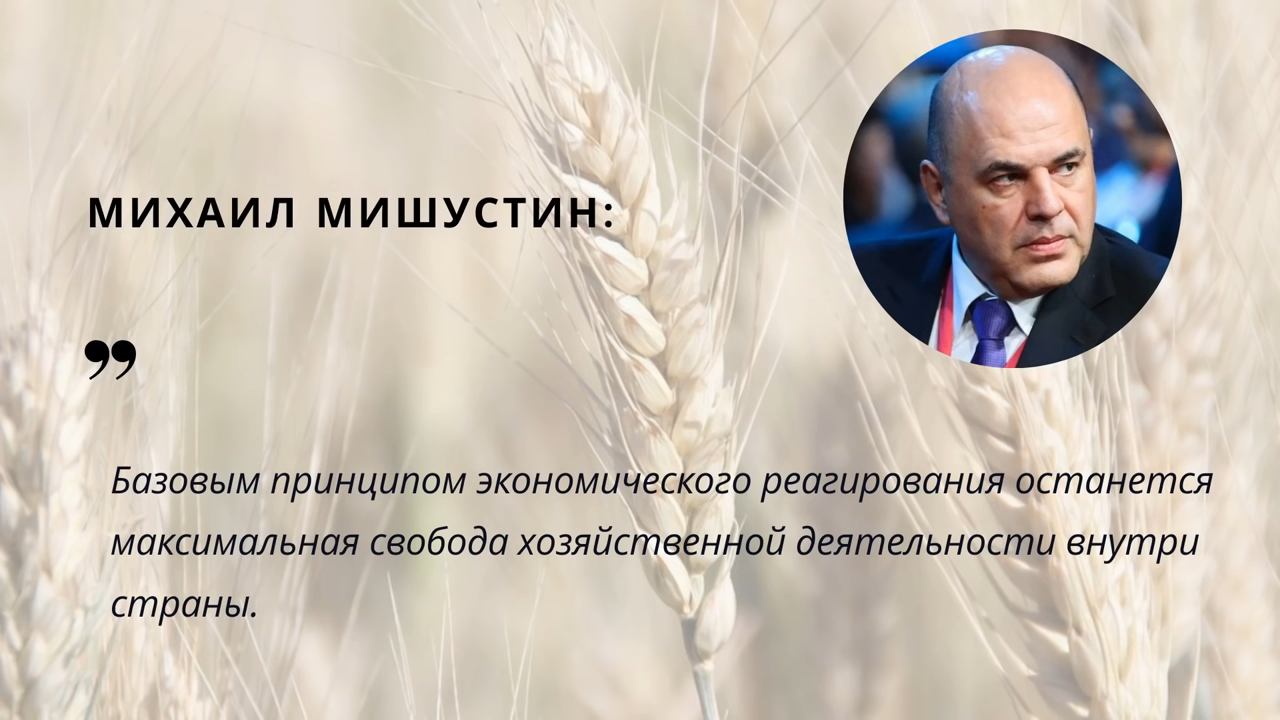 МИХАИЛ МИШУСТИН:
”
Базовым принципом экономического реагирования останется
максимальная свобода хозяйственной деятельности внутри
страны.